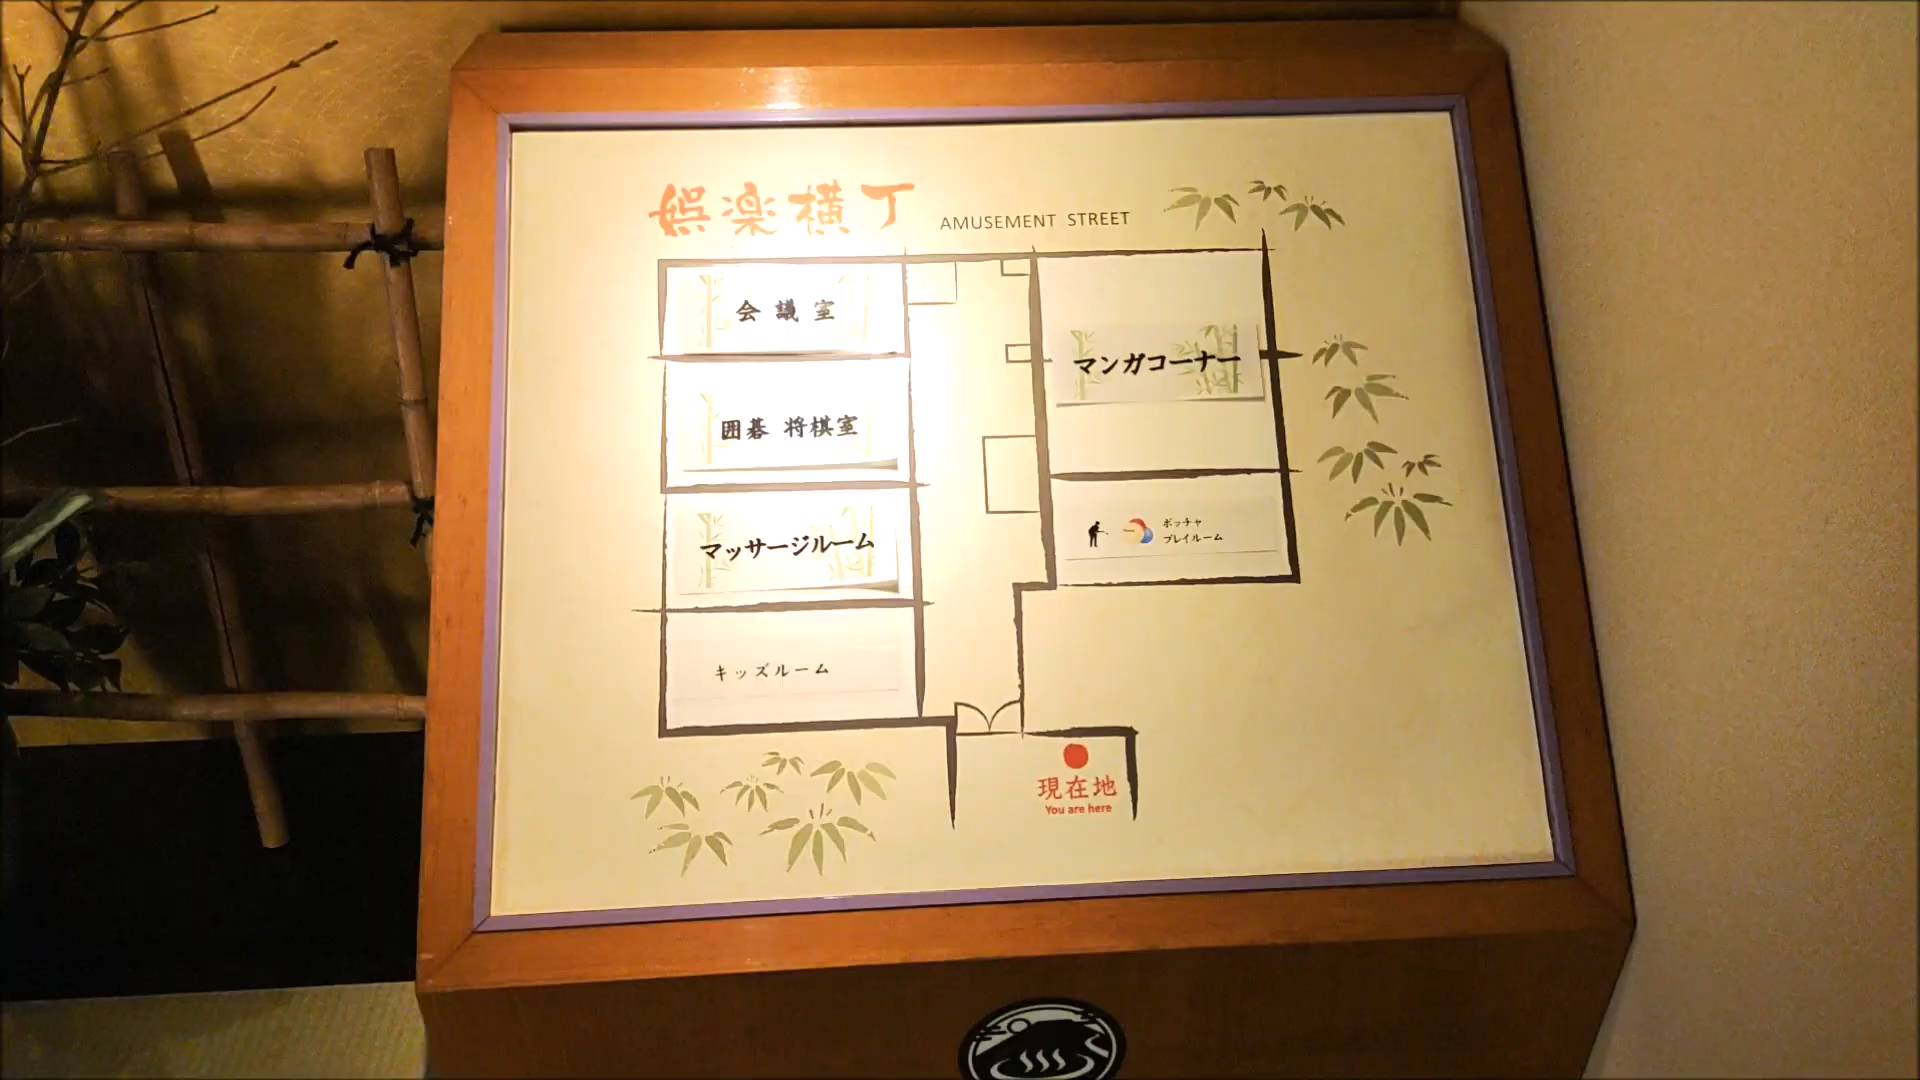 娯楽横丁 AMUSEMENT STREET
会議室
囲碁 将棋室
マッサージルーム
キッズルーム
マンガコーナー
ボッチャ
プレイルーム
現在地
You are here